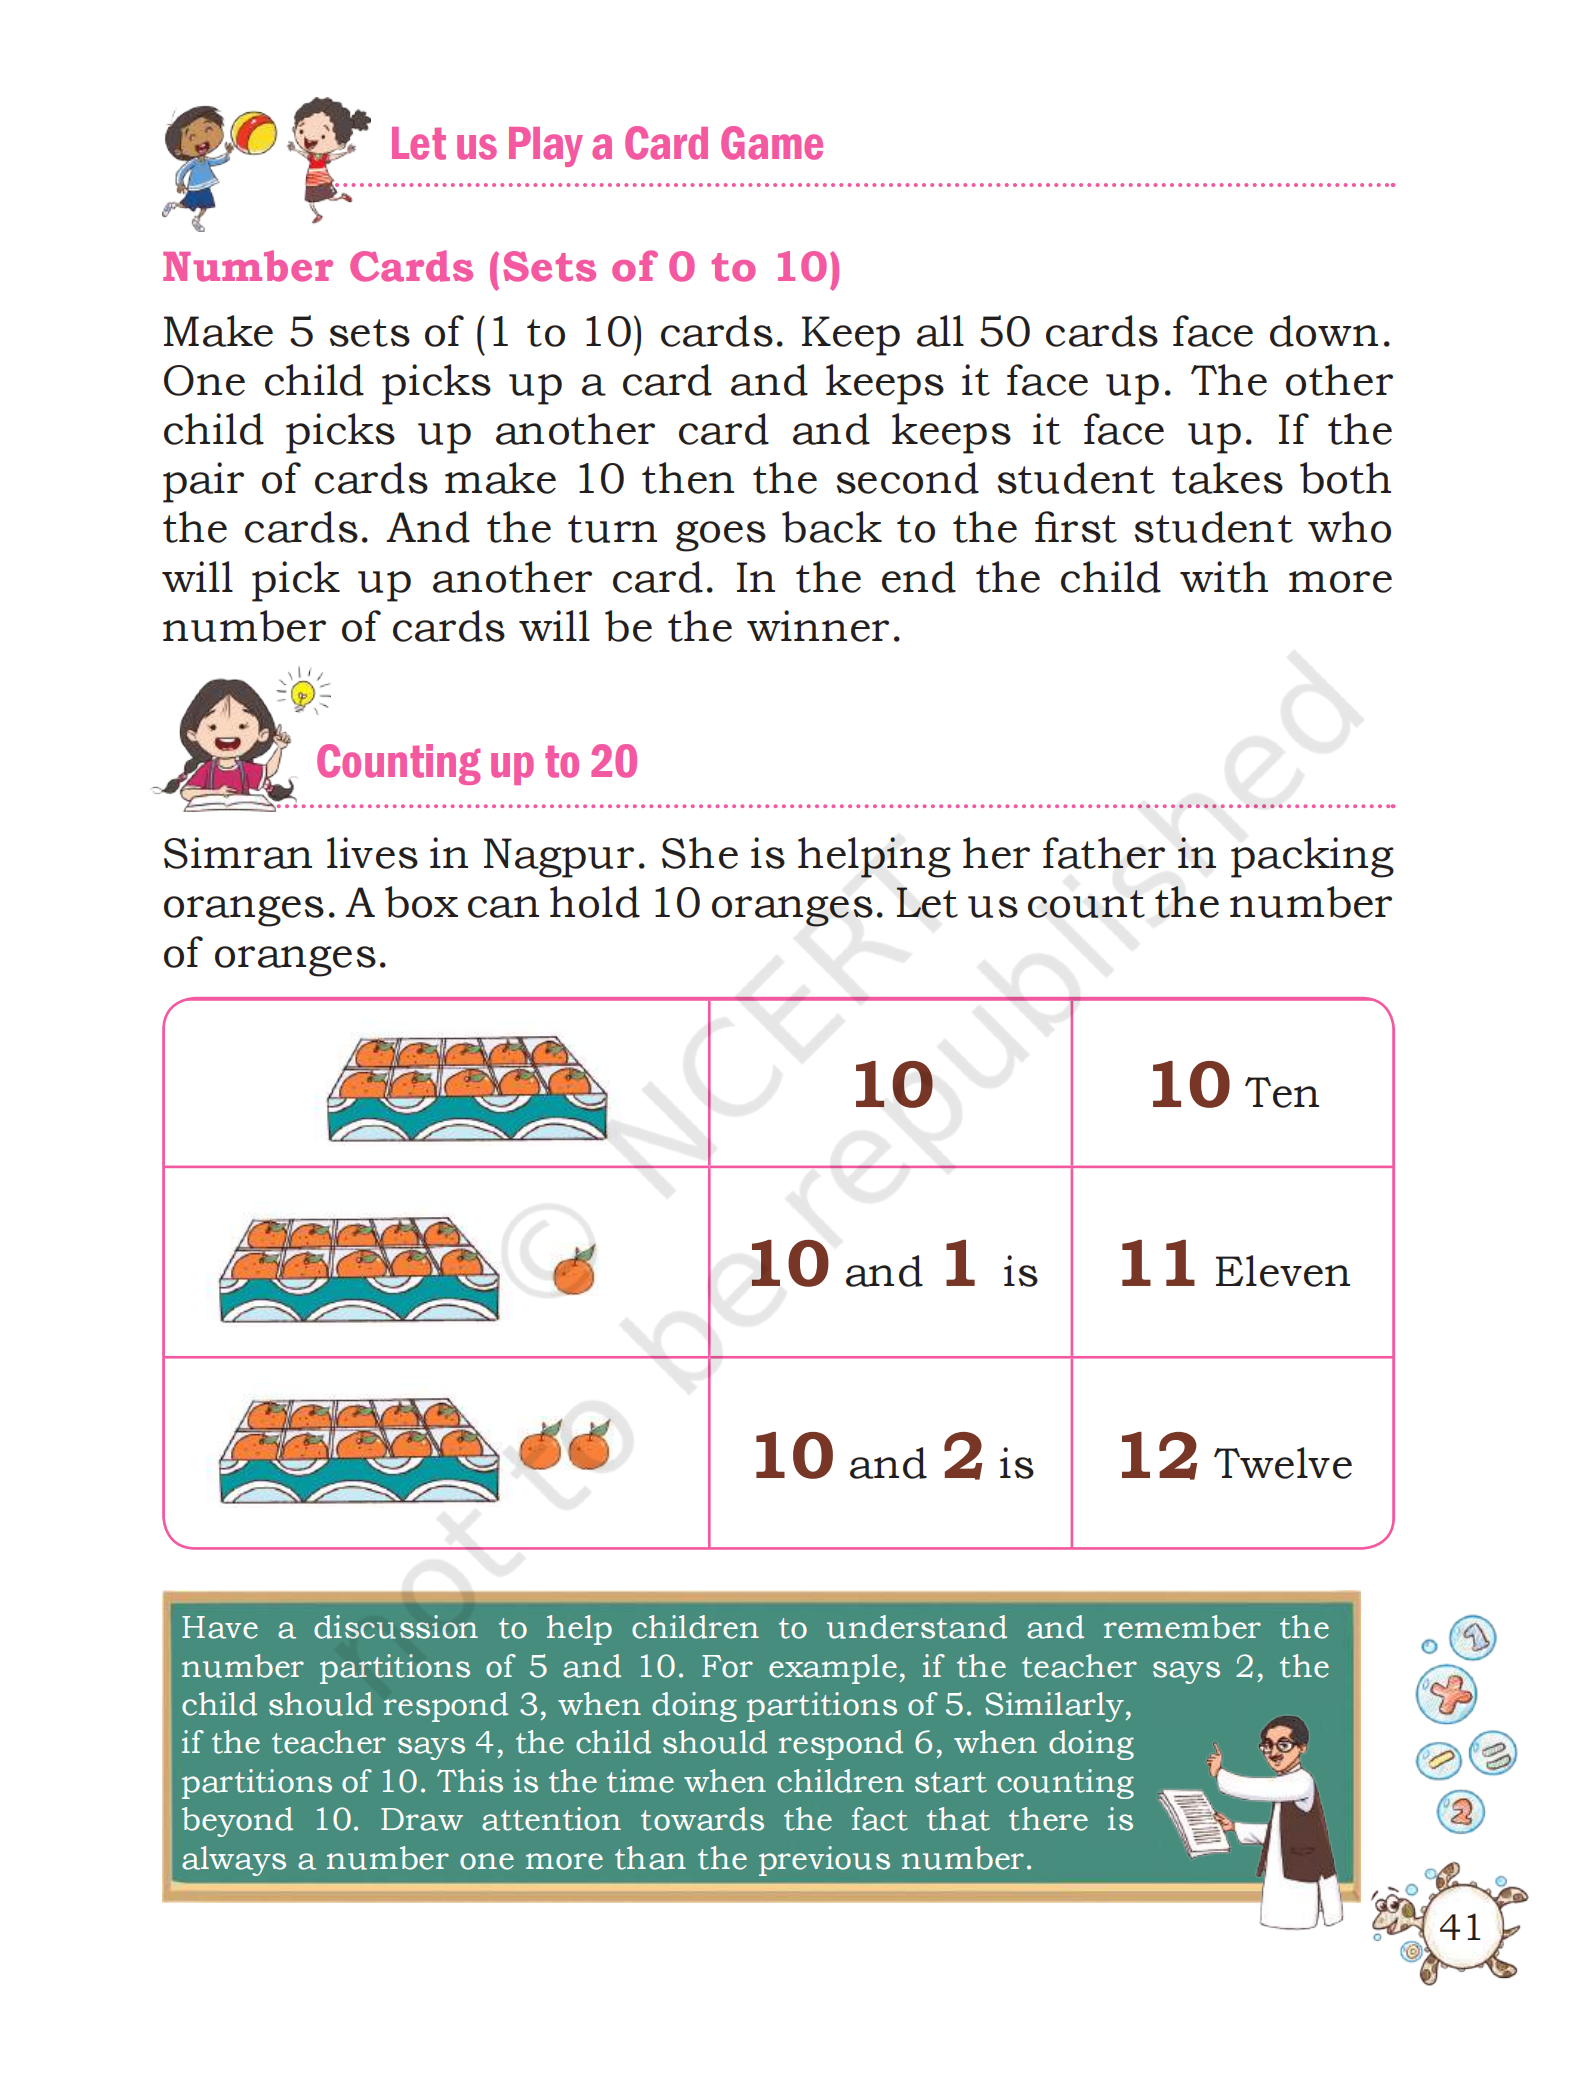 Let us Play a Card Game
Number Cards (Sets of 0 to 10)
Make 5 sets of (1 to 10) cards. Keep all 50 cards face down.
One child picks up a card and keeps it face up. The other
child picks up another card and keeps it face up. If the
pair of cards make 10 then the second student takes both
the cards. And the turn goes back to the first student who
will pick up another card. In the end the child with more
number of cards will be the winner.
Counting up to 20
Simran lives in Nagpur. She is helping her father in packing
oranges. A box can hold 10 oranges. Let us count the number
of oranges.
10
10 Ten
10 and 1 is
11 Eleven
10 and 2 is
12 Twelve
© NCERT
not to be republished
Have a discussion to help children to understand and remember the
number partitions of 5 and 10. For example, if the teacher says 2, the
child should respond 3, when doing partitions of 5. Similarly,
if the teacher says 4, the child should respond 6, when doing
partitions of 10. This is the time when children start counting
beyond 10. Draw attention towards the fact that there is
always a number one more than the previous number.
1
+
−
=
2
41